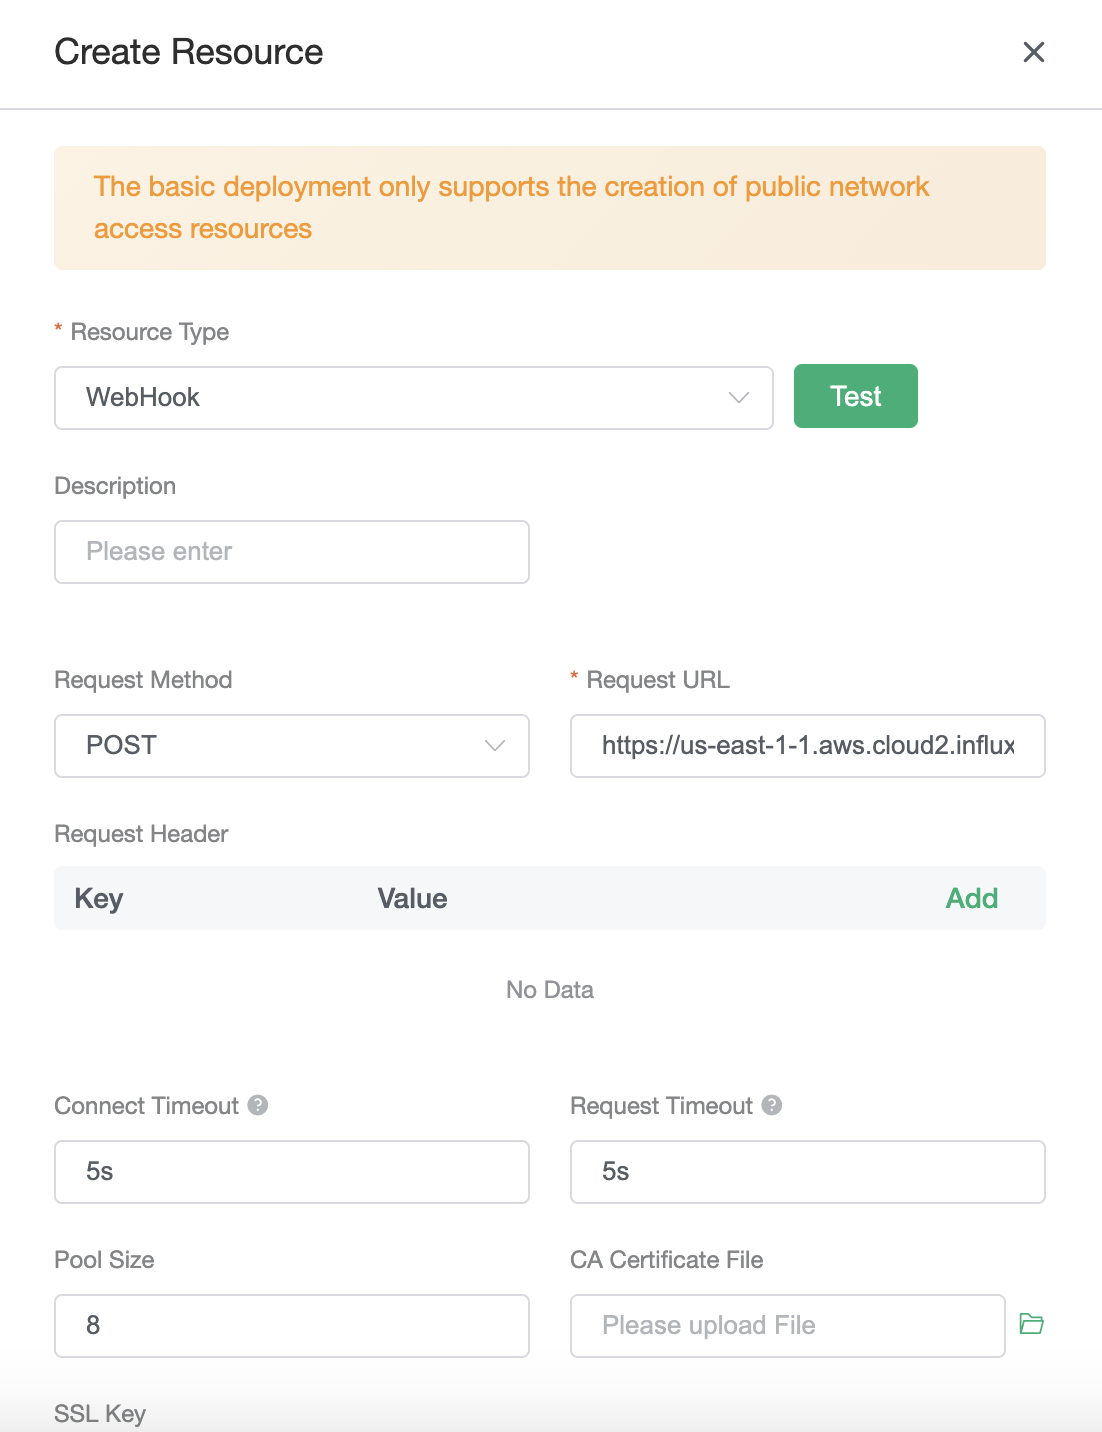 Create Resource
The basic deployment only supports the creation of public network
access resources
* Resource Type
WebHook
Test
Description
Please enter
Request Method
* Request URL
POST
https://us-east-1-1.aws.cloud2.influx
Request Header
Key Value Add
No Data
Connect Timeout ?
Request Timeout ?
5s
5s
Pool Size
CA Certificate File
8
Please upload File
SSL Key